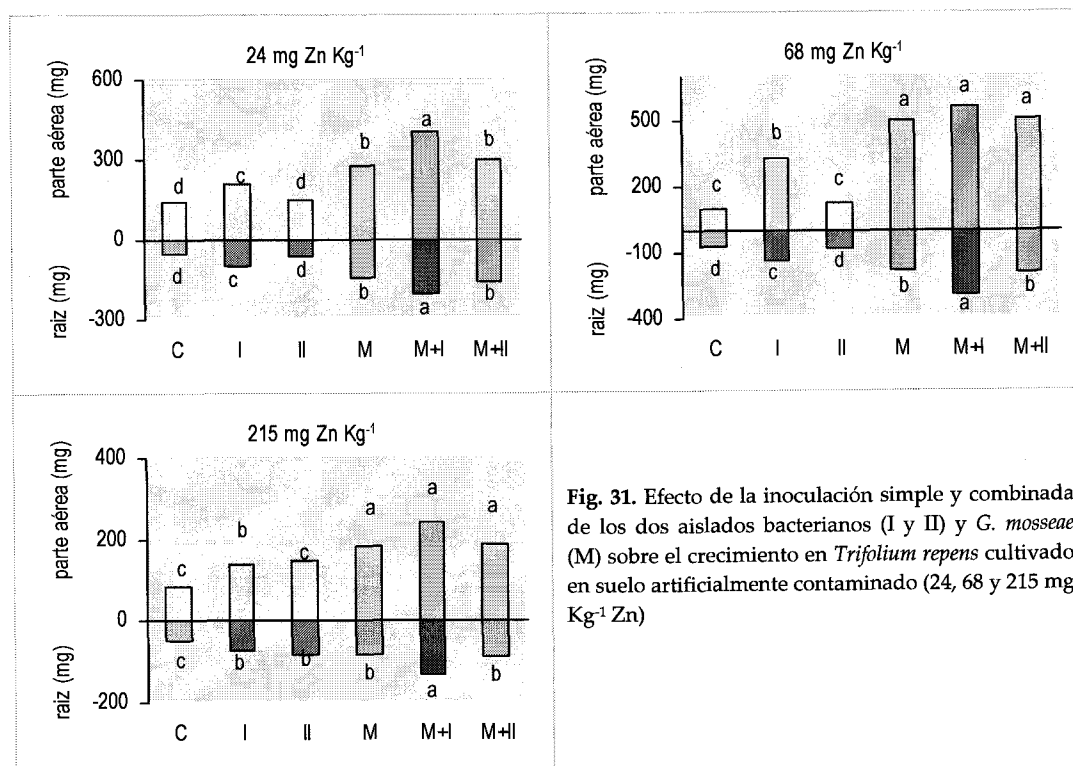 24 mg Zn Kg-1
parte aérea (mg)
raiz (mg)
600
300
0
-300
d c d b a b
d c d b a b
C I II M M+I M+II
68 mg Zn Kg-1
parte aérea (mg)
raiz (mg)
500
200
-100
-400
c b c a a a
d c d b a b
C I II M M+I M+II
215 mg Zn Kg-1
parte aérea (mg)
raiz (mg)
400
200
0
-200
c b c a a a
c b b b a b
C I II M M+I M+II
Fig. 31. Efecto de la inoculación simple y combinada
de los dos aislados bacterianos (I y II) y G. mosseae
(M) sobre el crecimiento en Trifolium repens cultivado
en suelo artificialmente contaminado (24, 68 y 215 mg
Kg-1 Zn)